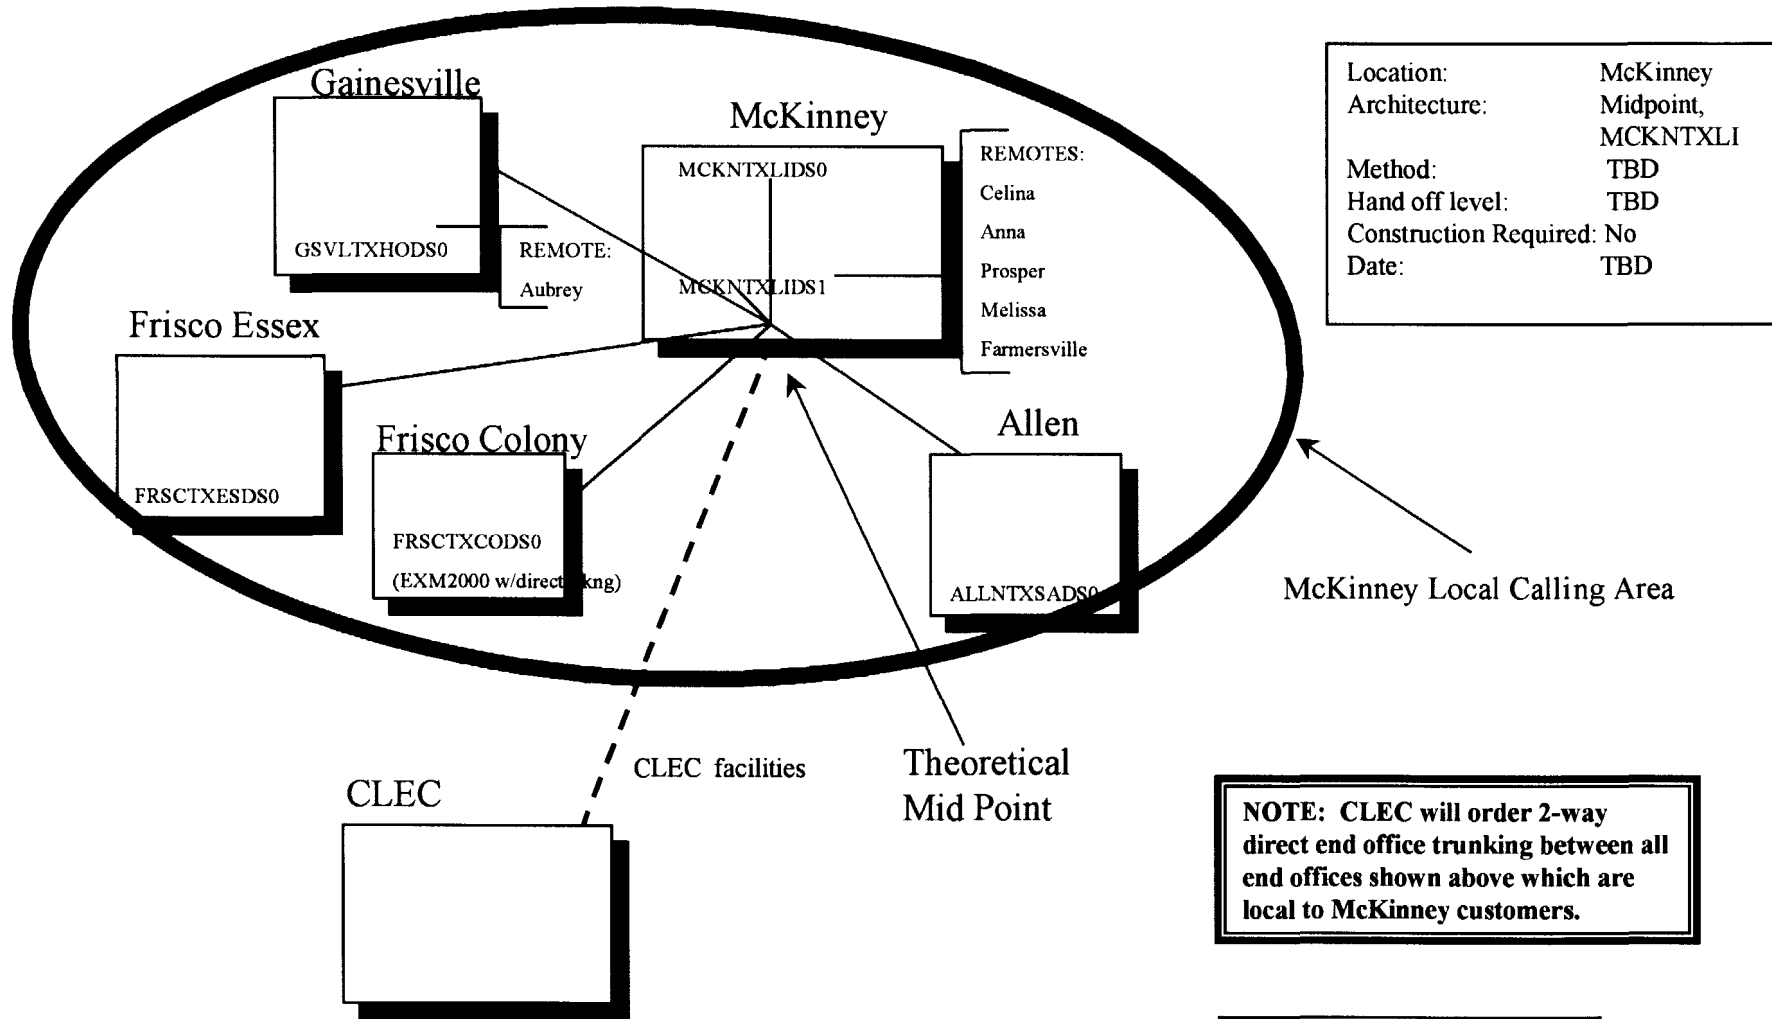 Gainesville
GSVLTXHODS0
REMOTE:
Aubrey
McKinney
MCKNTXLIDS0
MCKNTXLIDS1
REMOTES:
Celina
Anna
Prosper
Melissa
Farmersville
Location: McKinney
Architecture: Midpoint,
MCKNTXLI
Method: TBD
Hand off level: TBD
Construction Required: No
Date: TBD
Frisco Essex
FRSCTXESDS0
Frisco Colony
FRSCTXCODS0
(EXM2000 w/direct kng)
Allen
ALLNTXSADS0
McKinney Local Calling Area
CLEC facilities
Theoretical
Mid Point
CLEC
NOTE: CLEC will order 2-way
direct end office trunking between all
end offices shown above which are
local to McKinney customers.